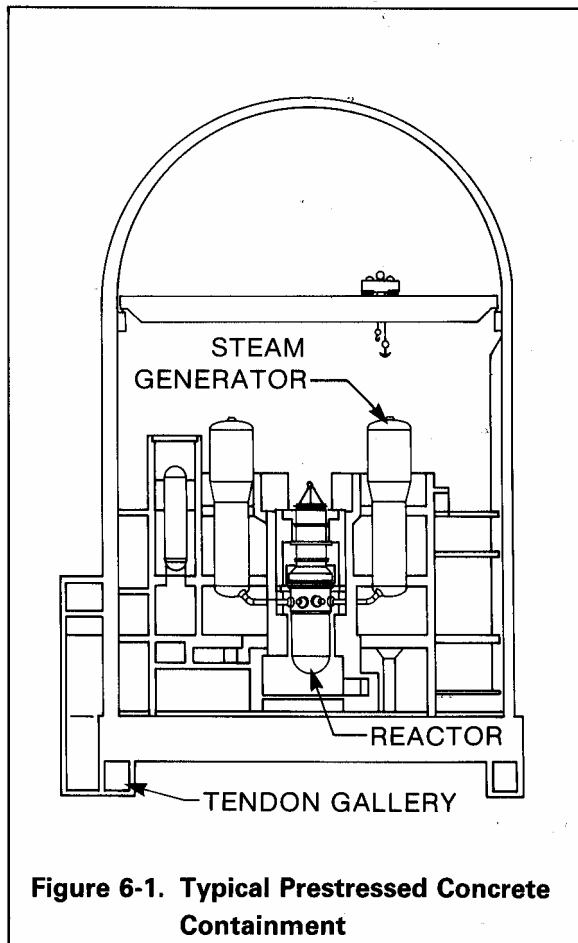 STEAM
GENERATOR
REACTOR
TENDON GALLERY
Figure 6-1. Typical Prestressed Concrete
Containment